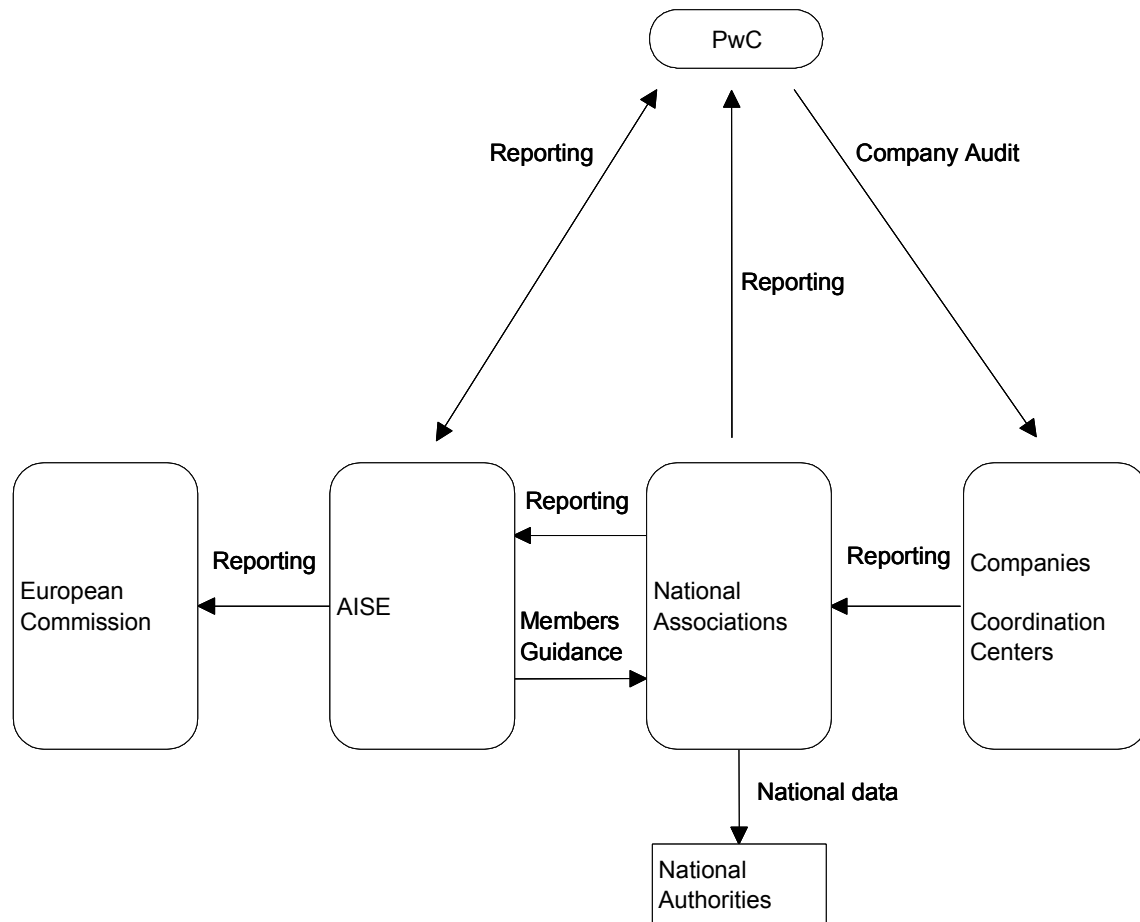 PwC
Reporting
Company Audit
Reporting
Reporting
Reporting
Reporting
European
Commission
AISE
Members
Guidance
National
Associations
Companies
Coordination
Centers
National data
National
Authorities